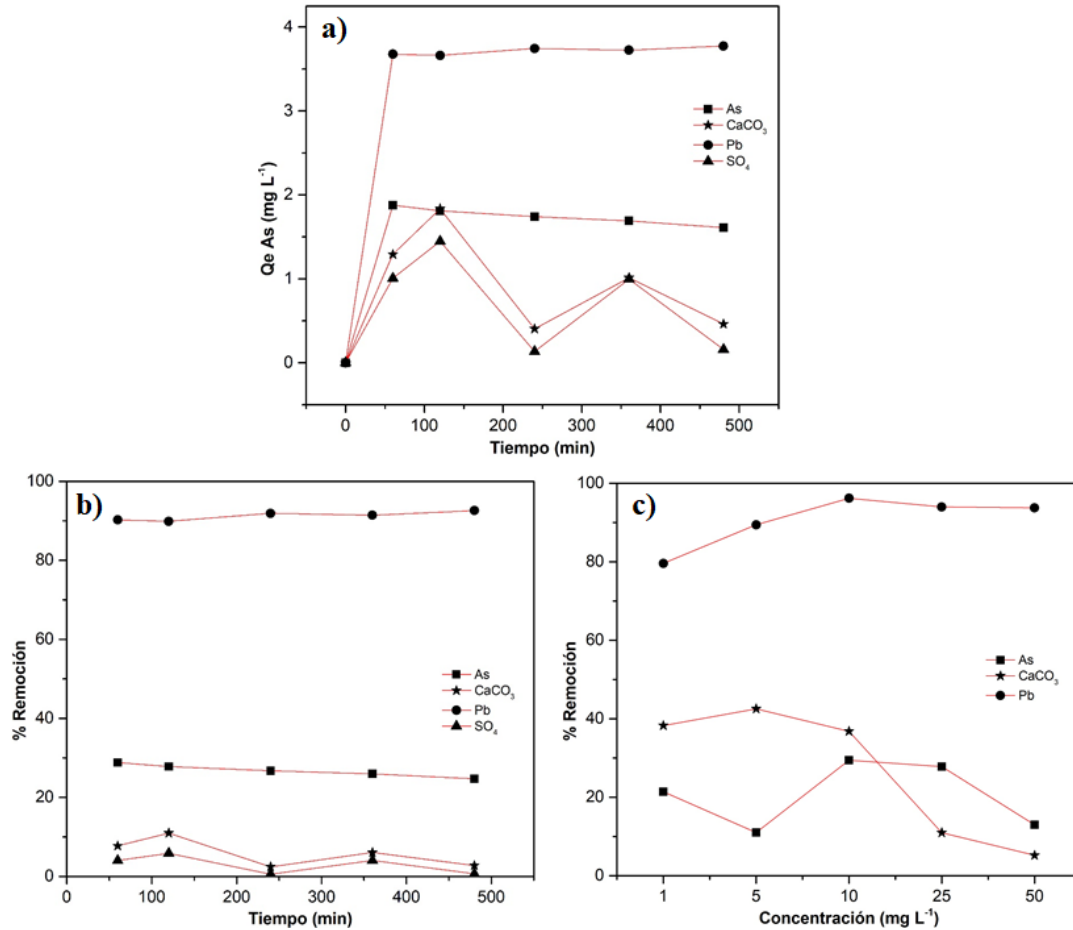 a)
4
3
2
1
0
Qe As (mg L⁻¹)
As
CaCO₃
Pb
SO₄
0 100 200 300 400 500
Tiempo (min)
b)
100
80
60
40
20
0
% Remoción
As
CaCO₃
Pb
SO₄
0 100 200 300 400 500
Tiempo (min)
c)
100
80
60
40
20
0
% Remoción
As
CaCO₃
Pb
1 5 10 25 50
Concentración (mg L⁻¹)